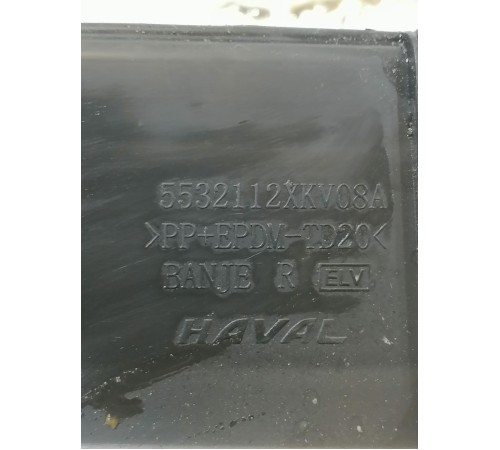 5532112XKV08A
>PP+EPDM-TD20<
BANJE R ELV
HAVAL